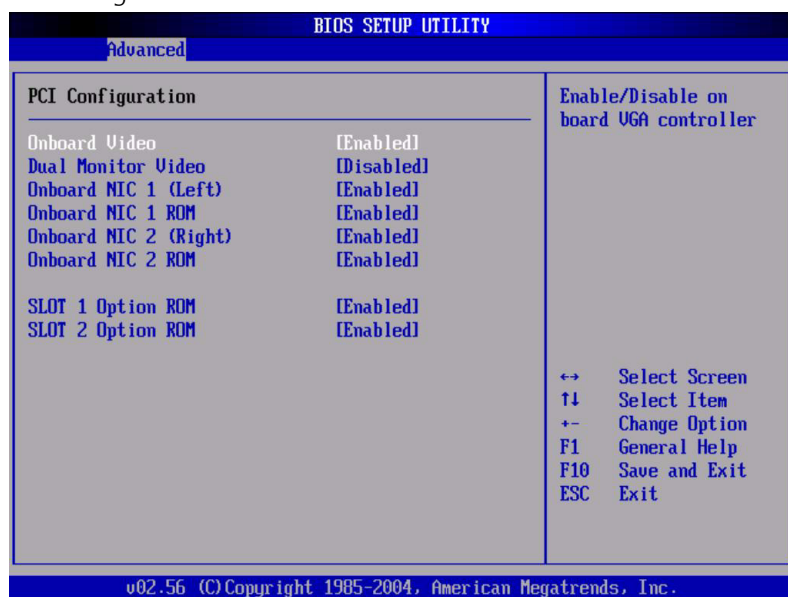 BIOS SETUP UTILITY
Advanced
PCI Configuration
Onboard Video [Enabled]
Dual Monitor Video [Disabled]
Onboard NIC 1 (Left) [Enabled]
Onboard NIC 1 ROM [Enabled]
Onboard NIC 2 (Right) [Enabled]
Onboard NIC 2 ROM [Enabled]
SLOT 1 Option ROM [Enabled]
SLOT 2 Option ROM [Enabled]
Enable/Disable on
board VGA controller
↔ Select Screen
↑↓ Select Item
+- Change Option
F1 General Help
F10 Save and Exit
ESC Exit
v02.56 (C)Copyright 1985-2004, American Megatrends, Inc.